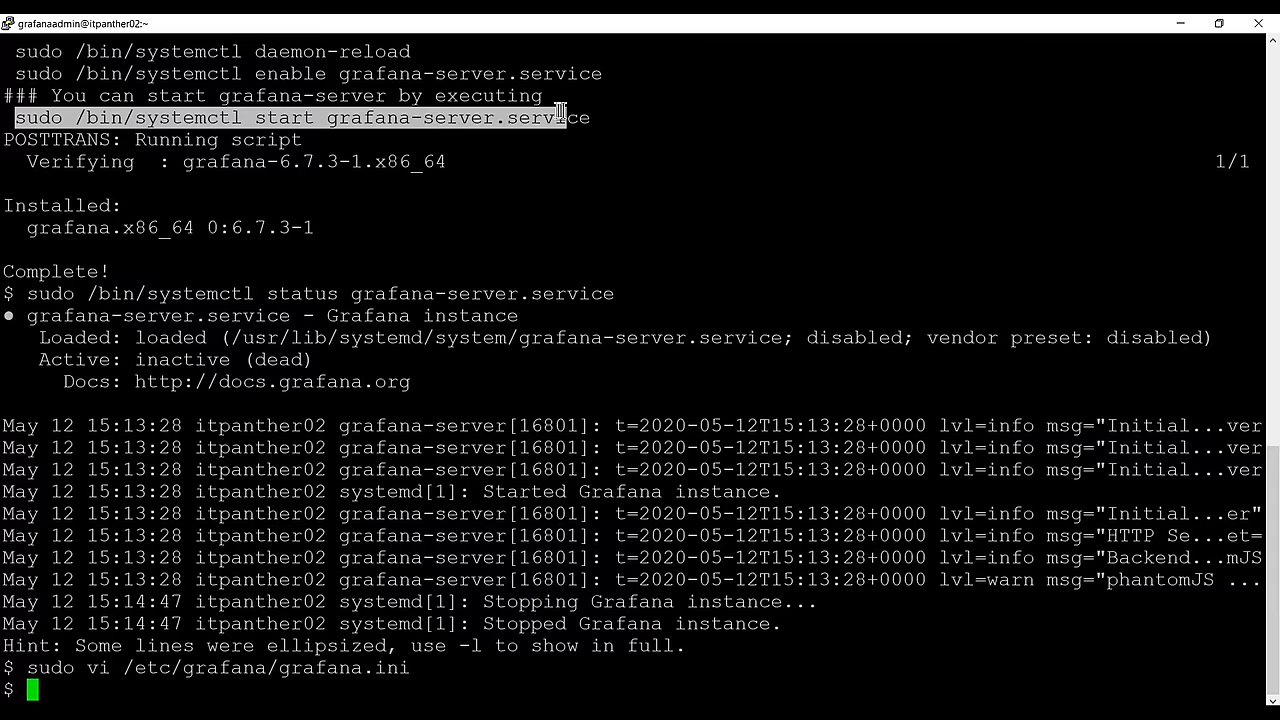 grafanaadmin@itpanther02:~
sudo /bin/systemctl daemon-reload
sudo /bin/systemctl enable grafana-server.service
### You can start grafana-server by executing
sudo /bin/systemctl start grafana-server.service
POSTTRANS: Running script
Verifying : grafana-6.7.3-1.x86_64 1/1
Installed:
grafana.x86_64 0:6.7.3-1
Complete!
$ sudo /bin/systemctl status grafana-server.service
● grafana-server.service - Grafana instance
Loaded: loaded (/usr/lib/systemd/system/grafana-server.service; disabled; vendor preset: disabled)
Active: inactive (dead)
Docs: http://docs.grafana.org
May 12 15:13:28 itpanther02 grafana-server[16801]: t=2020-05-12T15:13:28+0000 lvl=info msg="Initial...ver
May 12 15:13:28 itpanther02 grafana-server[16801]: t=2020-05-12T15:13:28+0000 lvl=info msg="Initial...ver
May 12 15:13:28 itpanther02 grafana-server[16801]: t=2020-05-12T15:13:28+0000 lvl=info msg="Initial...ver
May 12 15:13:28 itpanther02 systemd[1]: Started Grafana instance.
May 12 15:13:28 itpanther02 grafana-server[16801]: t=2020-05-12T15:13:28+0000 lvl=info msg="Initial...er"
May 12 15:13:28 itpanther02 grafana-server[16801]: t=2020-05-12T15:13:28+0000 lvl=info msg="HTTP Se...et=
May 12 15:13:28 itpanther02 grafana-server[16801]: t=2020-05-12T15:13:28+0000 lvl=info msg="Backend...mJS
May 12 15:13:28 itpanther02 grafana-server[16801]: t=2020-05-12T15:13:28+0000 lvl=warn msg="phantomJS ...
May 12 15:14:47 itpanther02 systemd[1]: Stopping Grafana instance...
May 12 15:14:47 itpanther02 systemd[1]: Stopped Grafana instance.
Hint: Some lines were ellipsized, use -l to show in full.
$ sudo vi /etc/grafana/grafana.ini
$